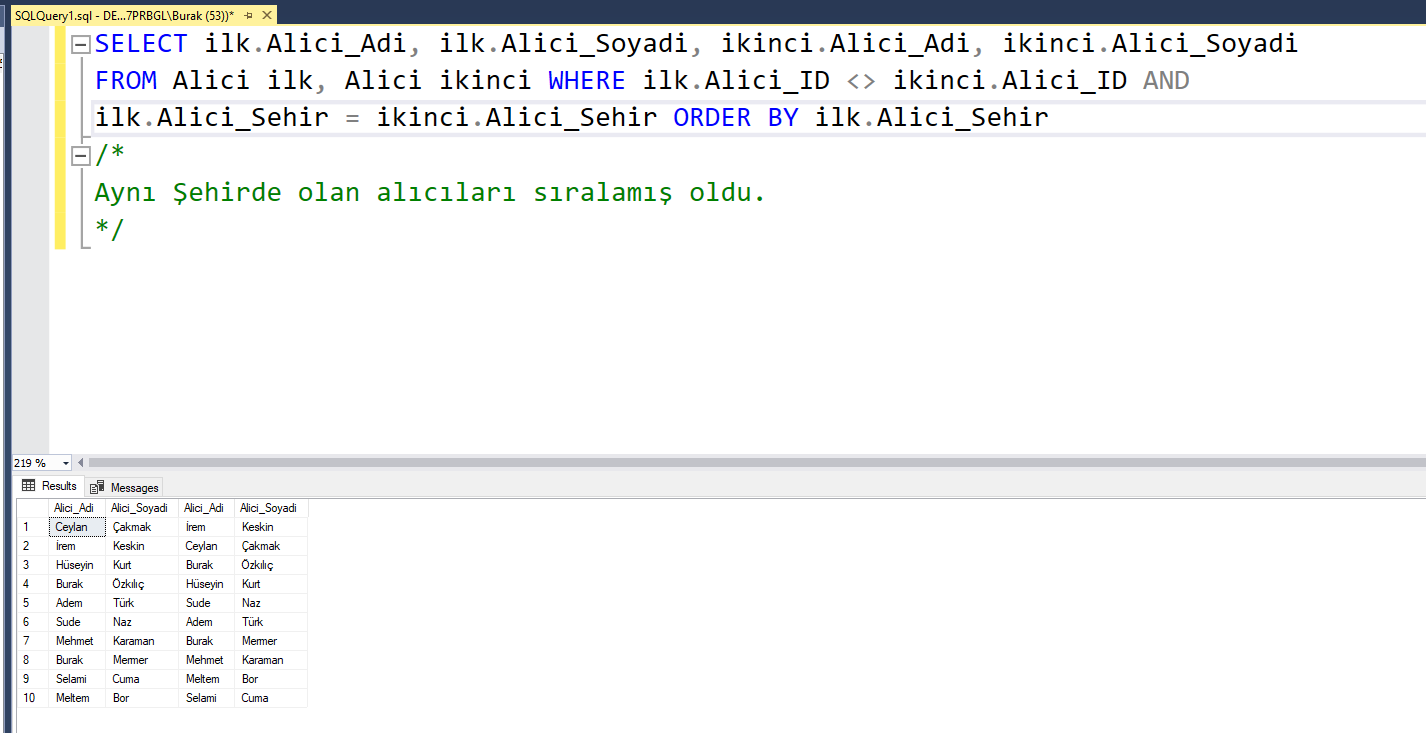 SQLQuery1.sql - DE...7PRBGL\Burak (53))*
SELECT ilk.Alici_Adi, ilk.Alici_Soyadi, ikinci.Alici_Adi, ikinci.Alici_Soyadi
FROM Alici ilk, Alici ikinci WHERE ilk.Alici_ID <> ikinci.Alici_ID AND
ilk.Alici_Sehir = ikinci.Alici_Sehir ORDER BY ilk.Alici_Sehir
/*
Aynı Şehirde olan alıcıları sıralamış oldu.
*/
219 %
Results Messages
Alici_Adi Alici_Soyadi Alici_Adi Alici_Soyadi
1 Ceylan Çakmak İrem Keskin
2 İrem Keskin Ceylan Çakmak
3 Hüseyin Kurt Burak Özkılıç
4 Burak Özkılıç Hüseyin Kurt
5 Adem Türk Sude Naz
6 Sude Naz Adem Türk
7 Mehmet Karaman Burak Mermer
8 Burak Mermer Mehmet Karaman
9 Selami Cuma Meltem Bor
10 Meltem Bor Selami Cuma